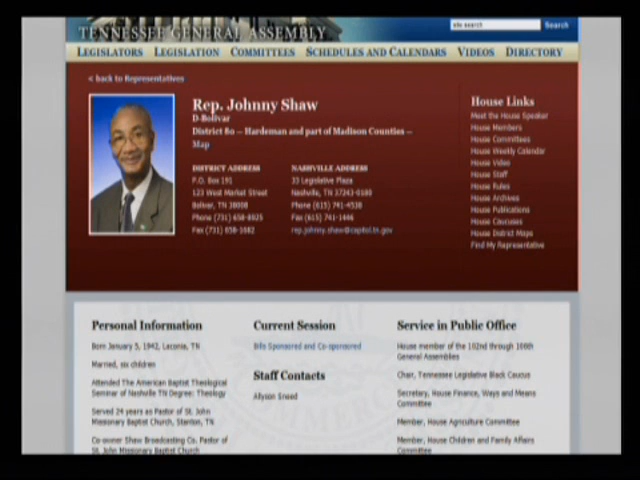 TENNESSEE GENERAL ASSEMBLY
site search
Search
LEGISLATORS LEGISLATION COMMITTEES SCHEDULES AND CALENDARS VIDEOS DIRECTORY
< back to Representatives
Rep. Johnny Shaw
D-Bolivar
District 80 — Hardeman and part of Madison Counties —
Map
DISTRICT ADDRESS
P.O. Box 191
123 West Market Street
Bolivar, TN 38008
Phone (731) 658-8925
Fax (731) 658-1682
NASHVILLE ADDRESS
33 Legislative Plaza
Nashville, TN 37243-0180
Phone (615) 741-4538
Fax (615) 741-1446
rep.johnny.shaw@capitol.tn.gov
House Links
Meet the House Speaker
House Members
House Committees
House Weekly Calendar
House Video
House Staff
House Rules
House Archives
House Publications
House Caucuses
House District Maps
Find My Representative
Personal Information
Born January 5, 1942, Laconia, TN
Married, six children
Attended The American Baptist Theological
Seminar of Nashville TN Degree: Theology
Served 24 years as Pastor of St. John
Missionary Baptist Church, Stanton, TN
Co-owner Shaw Broadcasting Co. Pastor of
St. John Missionary Baptist Church
Current Session
Bills Sponsored and Co-sponsored
Staff Contacts
Allyson Sneed
Service in Public Office
House member of the 102nd through 108th
General Assemblies
Chair, Tennessee Legislative Black Caucus
Secretary, House Finance, Ways and Means
Committee
Member, House Agriculture Committee
Member, House Children and Family Affairs
Committee